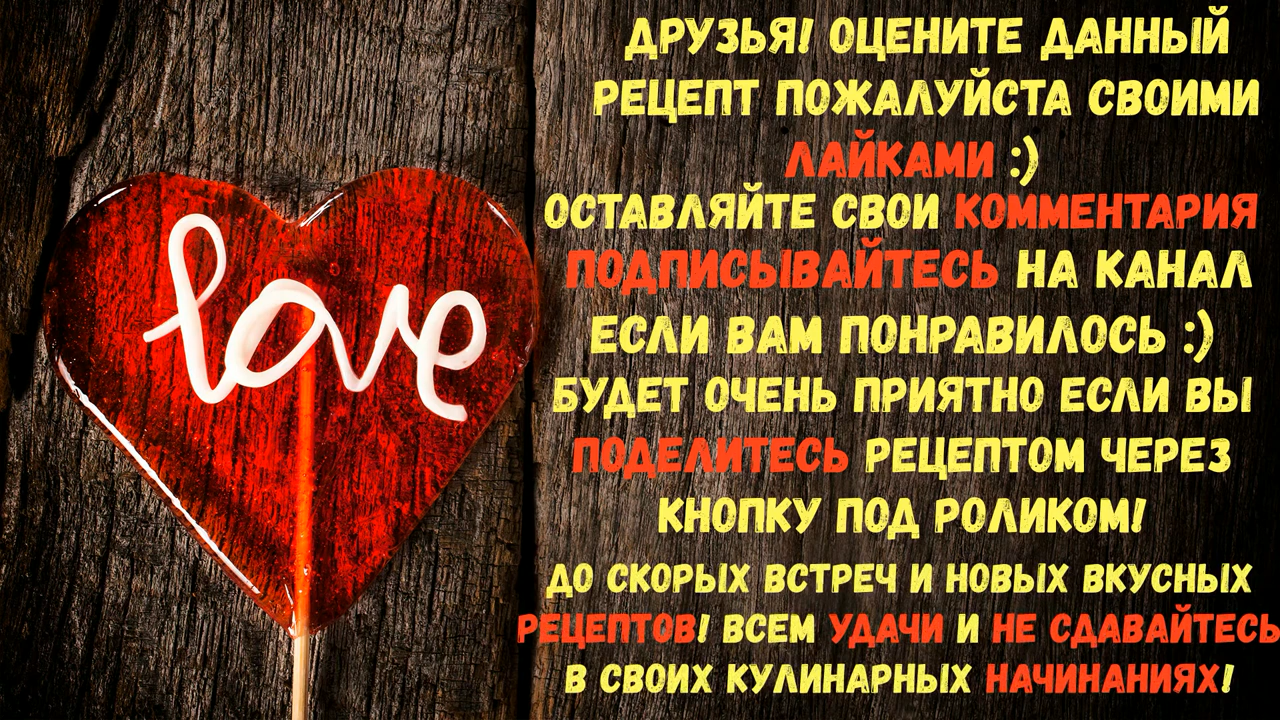 love
ДРУЗЬЯ! ОЦЕНИТЕ ДАННЫЙ
РЕЦЕПТ ПОЖАЛУЙСТА СВОИМИ
ЛАЙКАМИ :)
ОСТАВЛЯЙТЕ СВОИ КОММЕНТАРИЯ
ПОДПИСЫВАЙТЕСЬ НА КАНАЛ
ЕСЛИ ВАМ ПОНРАВИЛОСЬ :)
БУДЕТ ОЧЕНЬ ПРИЯТНО ЕСЛИ ВЫ
ПОДЕЛИТЕСЬ РЕЦЕПТОМ ЧЕРЕЗ
КНОПКУ ПОД РОЛИКОМ!
ДО СКОРЫХ ВСТРЕЧ И НОВЫХ ВКУСНЫХ
РЕЦЕПТОВ! ВСЕМ УДАЧИ И НЕ СДАВАЙТЕСЬ
В СВОИХ КУЛИНАРНЫХ НАЧИНАНИЯХ!